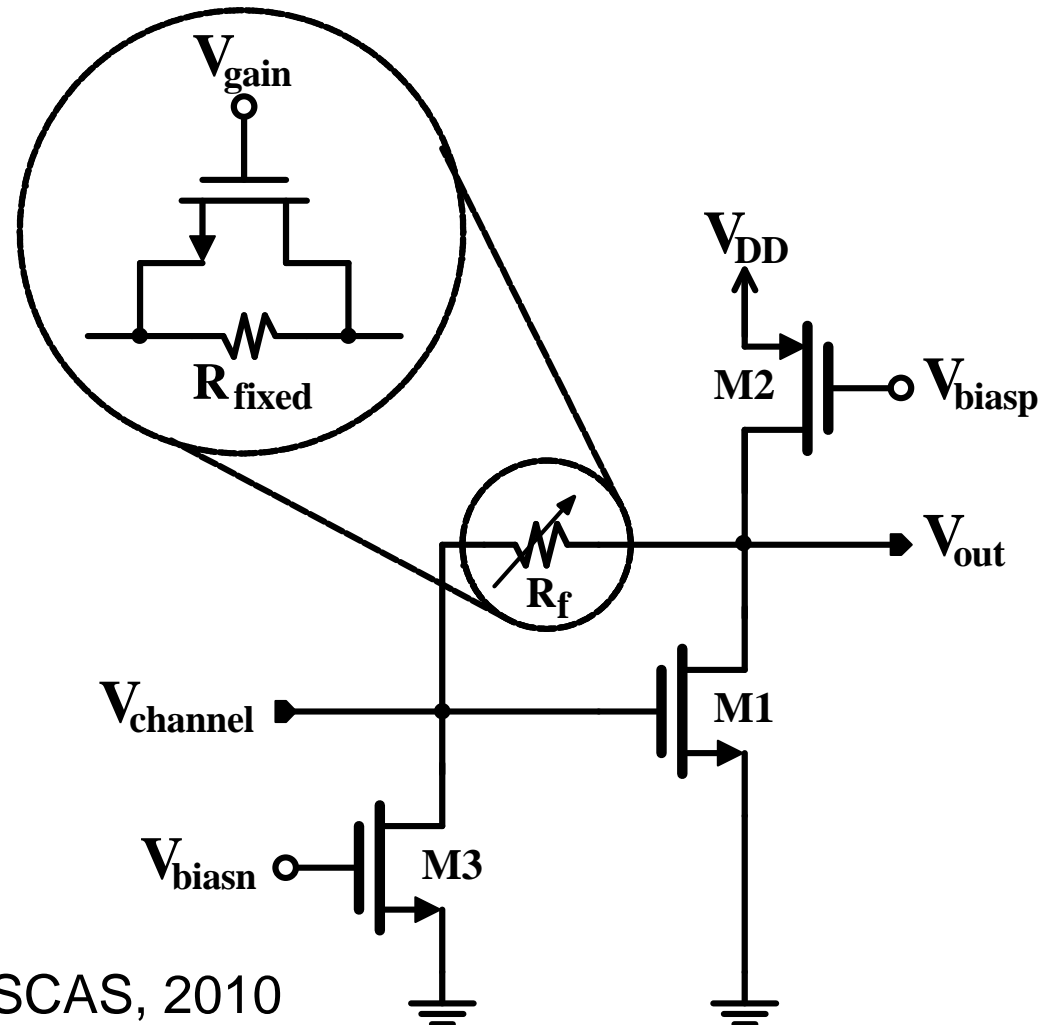 Vgain
Rfixed
VDD
M2
Vbiasp
Vout
Rf
Vchannel
M1
Vbiasn
M3
SCAS, 2010